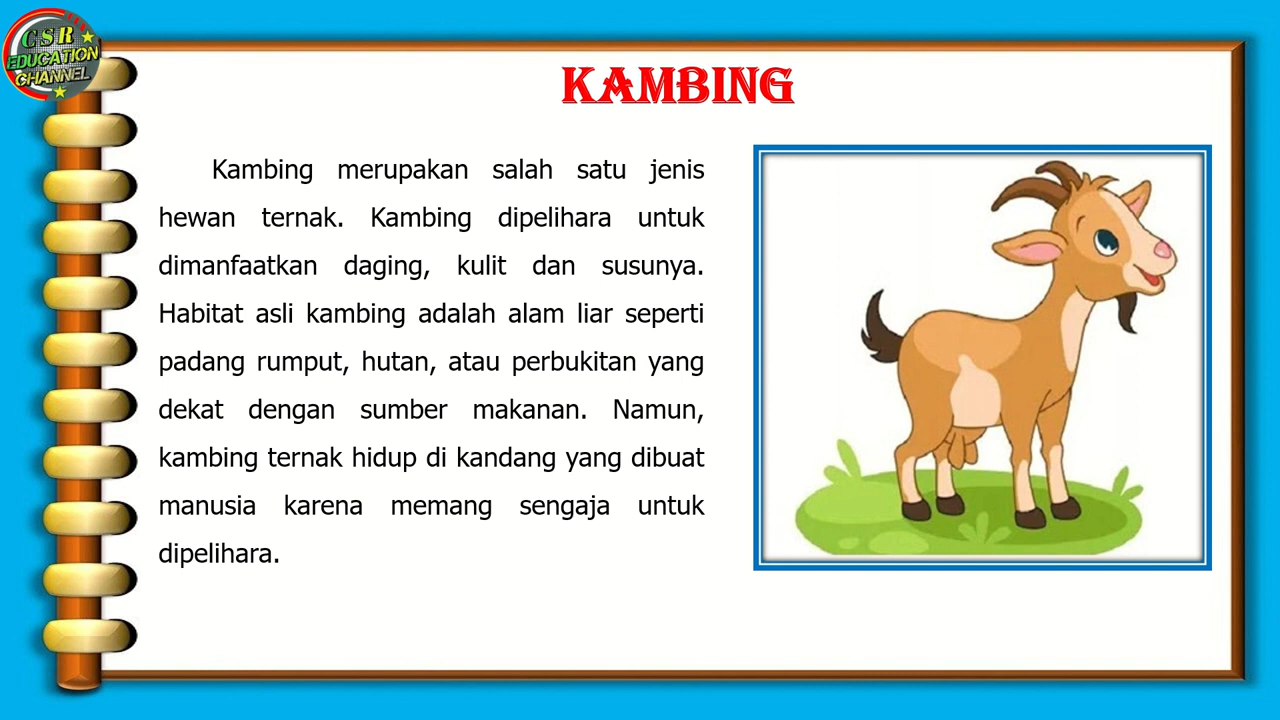 CSR
EDUCATION
CHANNEL
KAMBING
Kambing merupakan salah satu jenis
hewan ternak. Kambing dipelihara untuk
dimanfaatkan daging, kulit dan susunya.
Habitat asli kambing adalah alam liar seperti
padang rumput, hutan, atau perbukitan yang
dekat dengan sumber makanan. Namun,
kambing ternak hidup di kandang yang dibuat
manusia karena memang sengaja untuk
dipelihara.